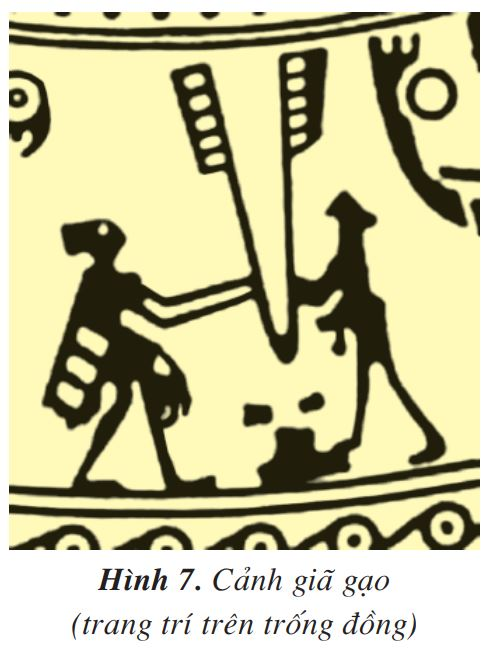 Hình 7. Cảnh giã gạo
(trang trí trên trống đồng)